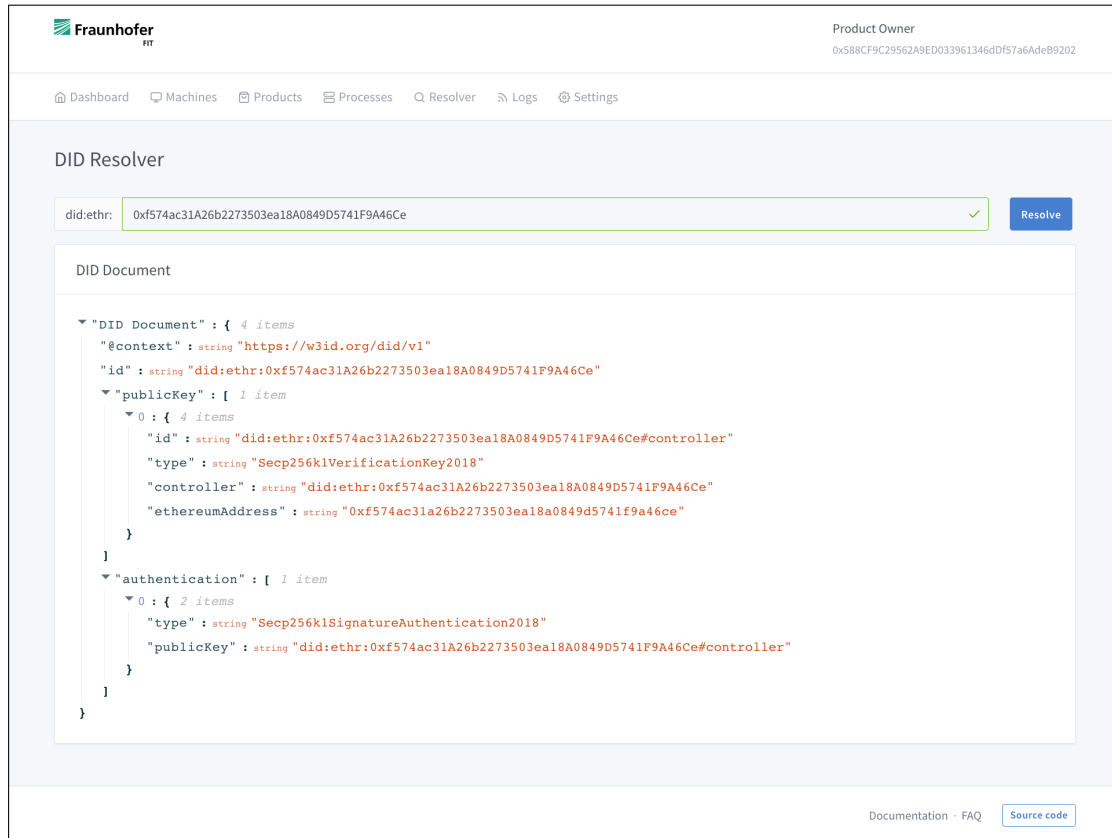 Fraunhofer
FIT
Product Owner
0x588CF9C29562A9ED033961346dDf57a6AdeB9202
Dashboard Machines Products Processes Resolver Logs Settings
DID Resolver
did:ethr: 0xf574ac31A26b2273503ea18A0849D5741F9A46Ce Resolve
DID Document
"DID Document" : { 4 items
"@context" : string "https://w3id.org/did/v1"
"id" : string "did:ethr:0xf574ac31A26b2273503ea18A0849D5741F9A46Ce"
"publicKey" : [ 1 item
0 : { 4 items
"id" : string "did:ethr:0xf574ac31A26b2273503ea18A0849D5741F9A46Ce#controller"
"type" : string "Secp256k1VerificationKey2018"
"controller" : string "did:ethr:0xf574ac31A26b2273503ea18A0849D5741F9A46Ce"
"ethereumAddress" : string "0xf574ac31a26b2273503ea18a0849d5741f9a46ce"
}
]
"authentication" : [ 1 item
0 : { 2 items
"type" : string "Secp256k1SignatureAuthentication2018"
"publicKey" : string "did:ethr:0xf574ac31A26b2273503ea18A0849D5741F9A46Ce#controller"
}
]
}
Documentation · FAQ Source code